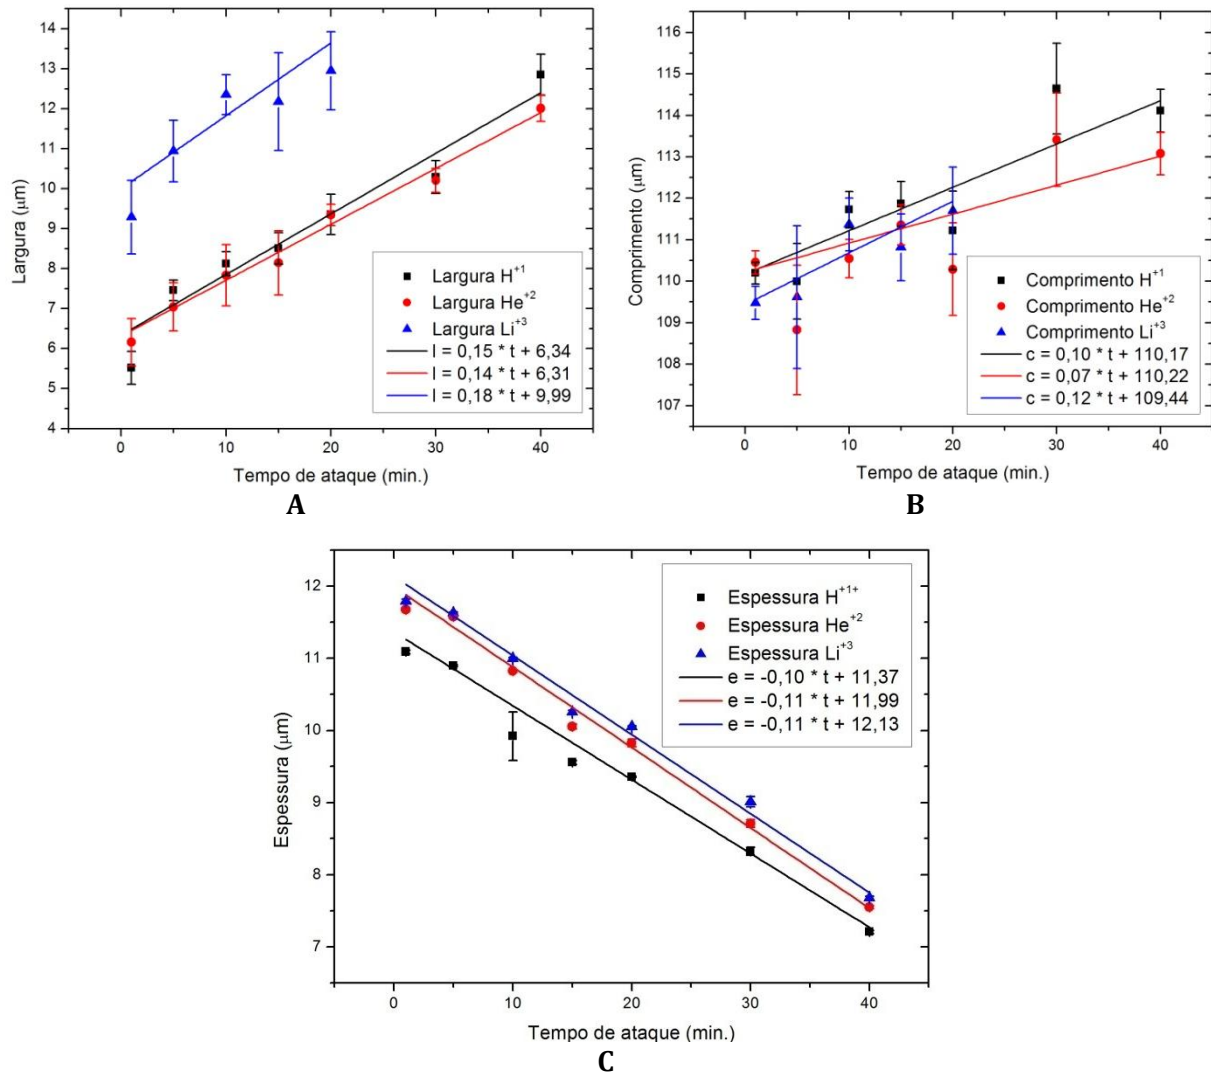 14
13
12
11
10
9
8
7
6
5
4
Largura (μm)
Largura H+1
Largura He+2
Largura Li+3
l = 0,15 * t + 6,34
l = 0,14 * t + 6,31
l = 0,18 * t + 9,99
0 10 20 30 40
Tempo de ataque (min.)
A
116
115
114
113
112
111
110
109
108
107
Comprimento (μm)
Comprimento H+1
Comprimento He+2
Comprimento Li+3
c = 0,10 * t + 110,17
c = 0,07 * t + 110,22
c = 0,12 * t + 109,44
0 10 20 30 40
Tempo de ataque (min.)
B
12
11
10
9
8
7
Espessura (μm)
Espessura H+1+
Espessura He+2
Espessura Li+3
e = -0,10 * t + 11,37
e = -0,11 * t + 11,99
e = -0,11 * t + 12,13
0 10 20 30 40
Tempo de ataque (min.)
C